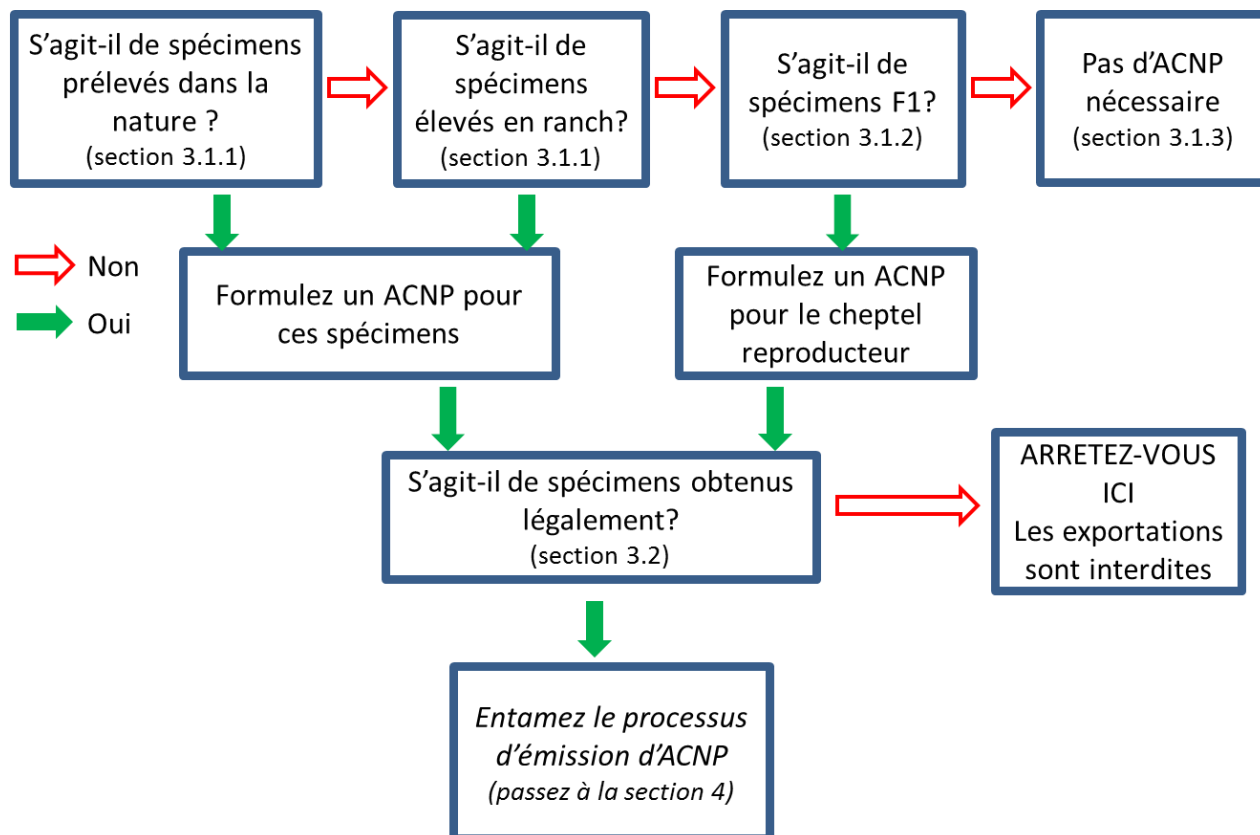 S’agit-il de spécimens
prélevés dans la
nature ?
(section 3.1.1)
S’agit-il de
spécimens
élevés en ranch?
(section 3.1.1)
S’agit-il de
spécimens F1?
(section 3.1.2)
Pas d’ACNP
nécessaire
(section 3.1.3)
Non
Oui
Formulez un ACNP pour
ces spécimens
Formulez un ACNP
pour le cheptel
reproducteur
S’agit-il de spécimens obtenus
légalement?
(section 3.2)
ARRETEZ-VOUS
ICI
Les exportations
sont interdites
Entamez le processus
d’émission d’ACNP
(passez à la section 4)